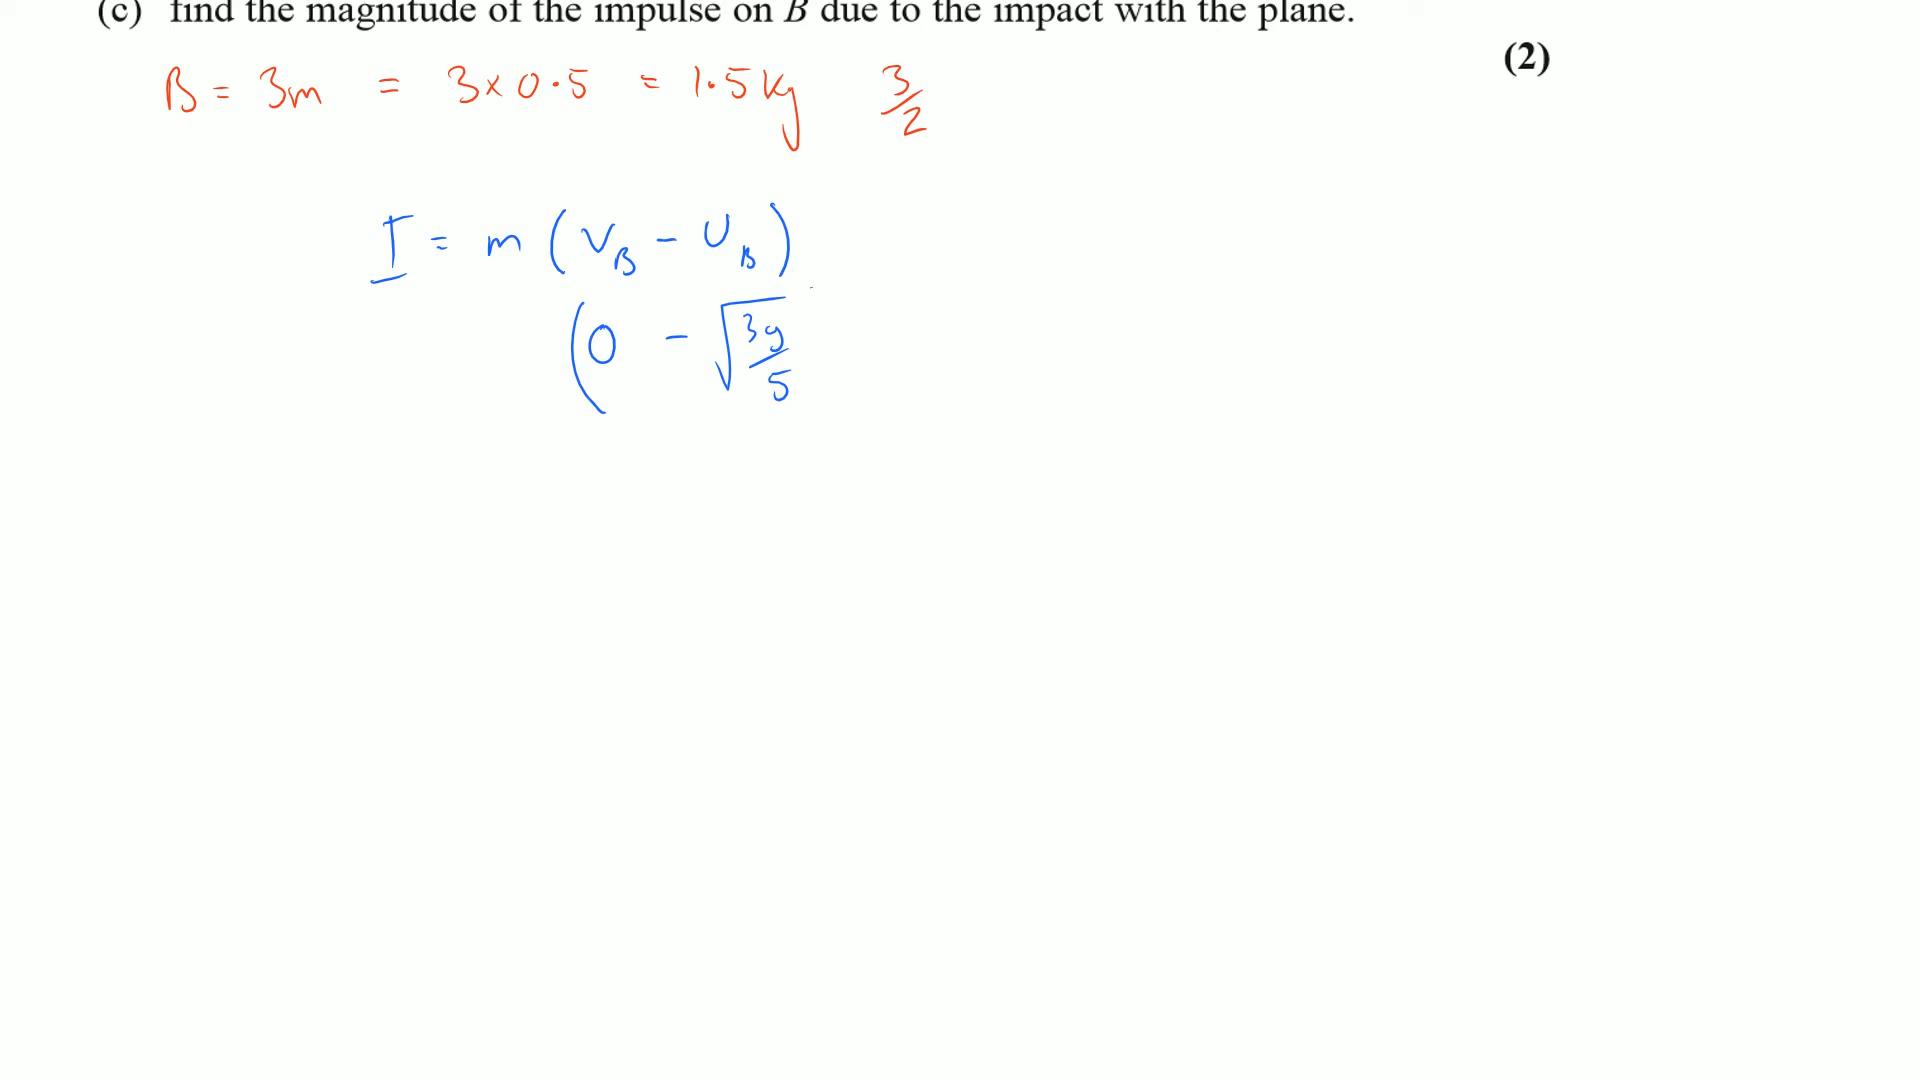 (c) find the magnitude of the impulse on B due to the impact with the plane.
(2)
B = 3m = 3 × 0.5 = 1.5 kg 3/2
I = m (V_B - U_B)
(0 - √3g/5